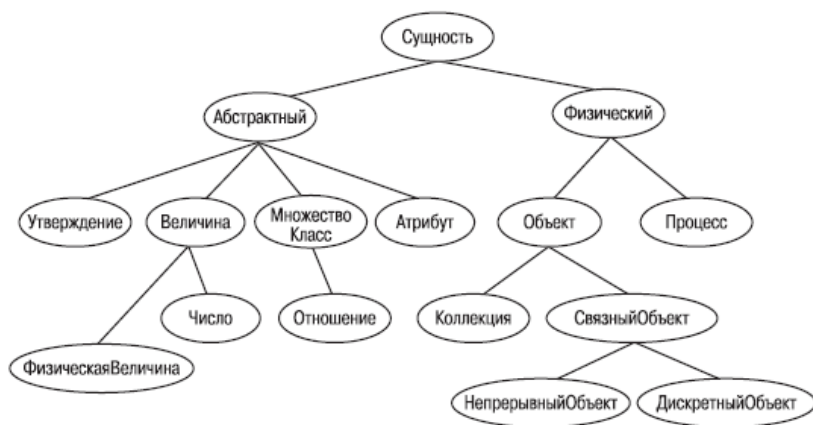 Сущность
Абстрактный
Физический
Утверждение
Величина
Множество
Класс
Атрибут
Объект
Процесс
Число
Отношение
Коллекция
СвязныйОбъект
ФизическаяВеличина
НепрерывныйОбъект
ДискретныйОбъект